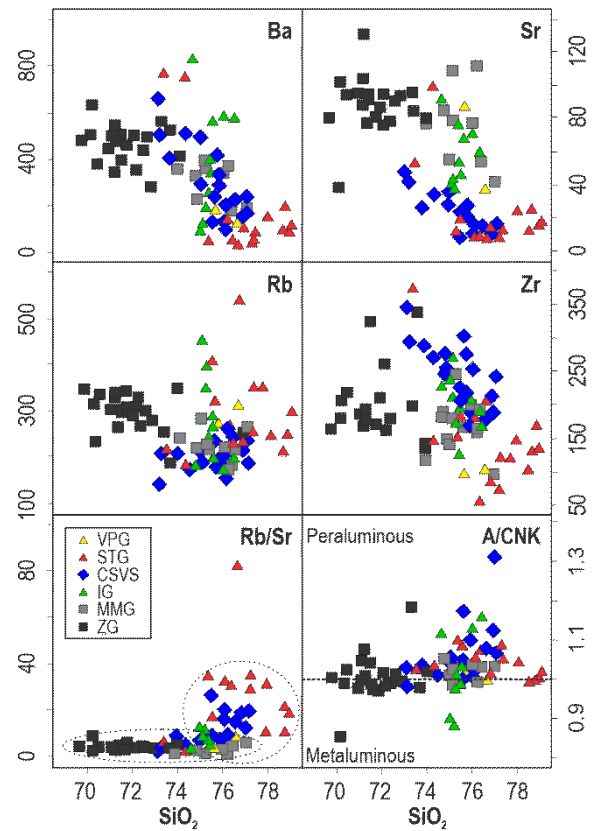 Ba
Sr
800
400
0
120
80
40
0
Rb
Zr
500
300
100
350
250
150
50
Rb/Sr
A/CNK
VPG
STG
CSVS
IG
MMG
ZG
80
40
0
Peraluminous
Metaluminous
1.3
1.1
0.9
70 72 74 76 78
70 72 74 76 78
SiO₂
SiO₂